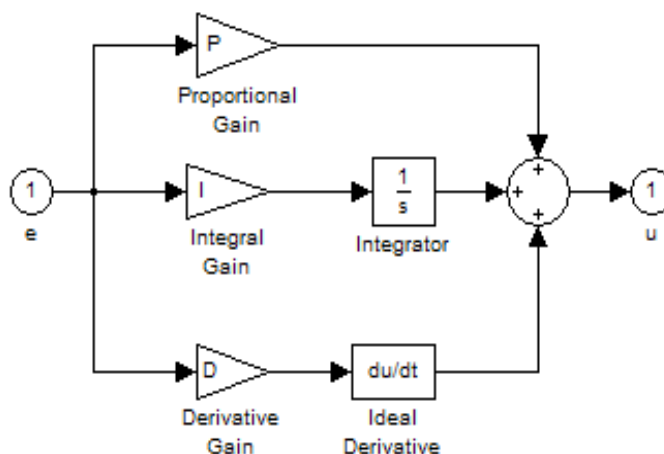 P
Proportional
Gain
1
e
I
Integral
Gain
1
s
Integrator
+
+
+
1
u
D
Derivative
Gain
du/dt
Ideal
Derivative